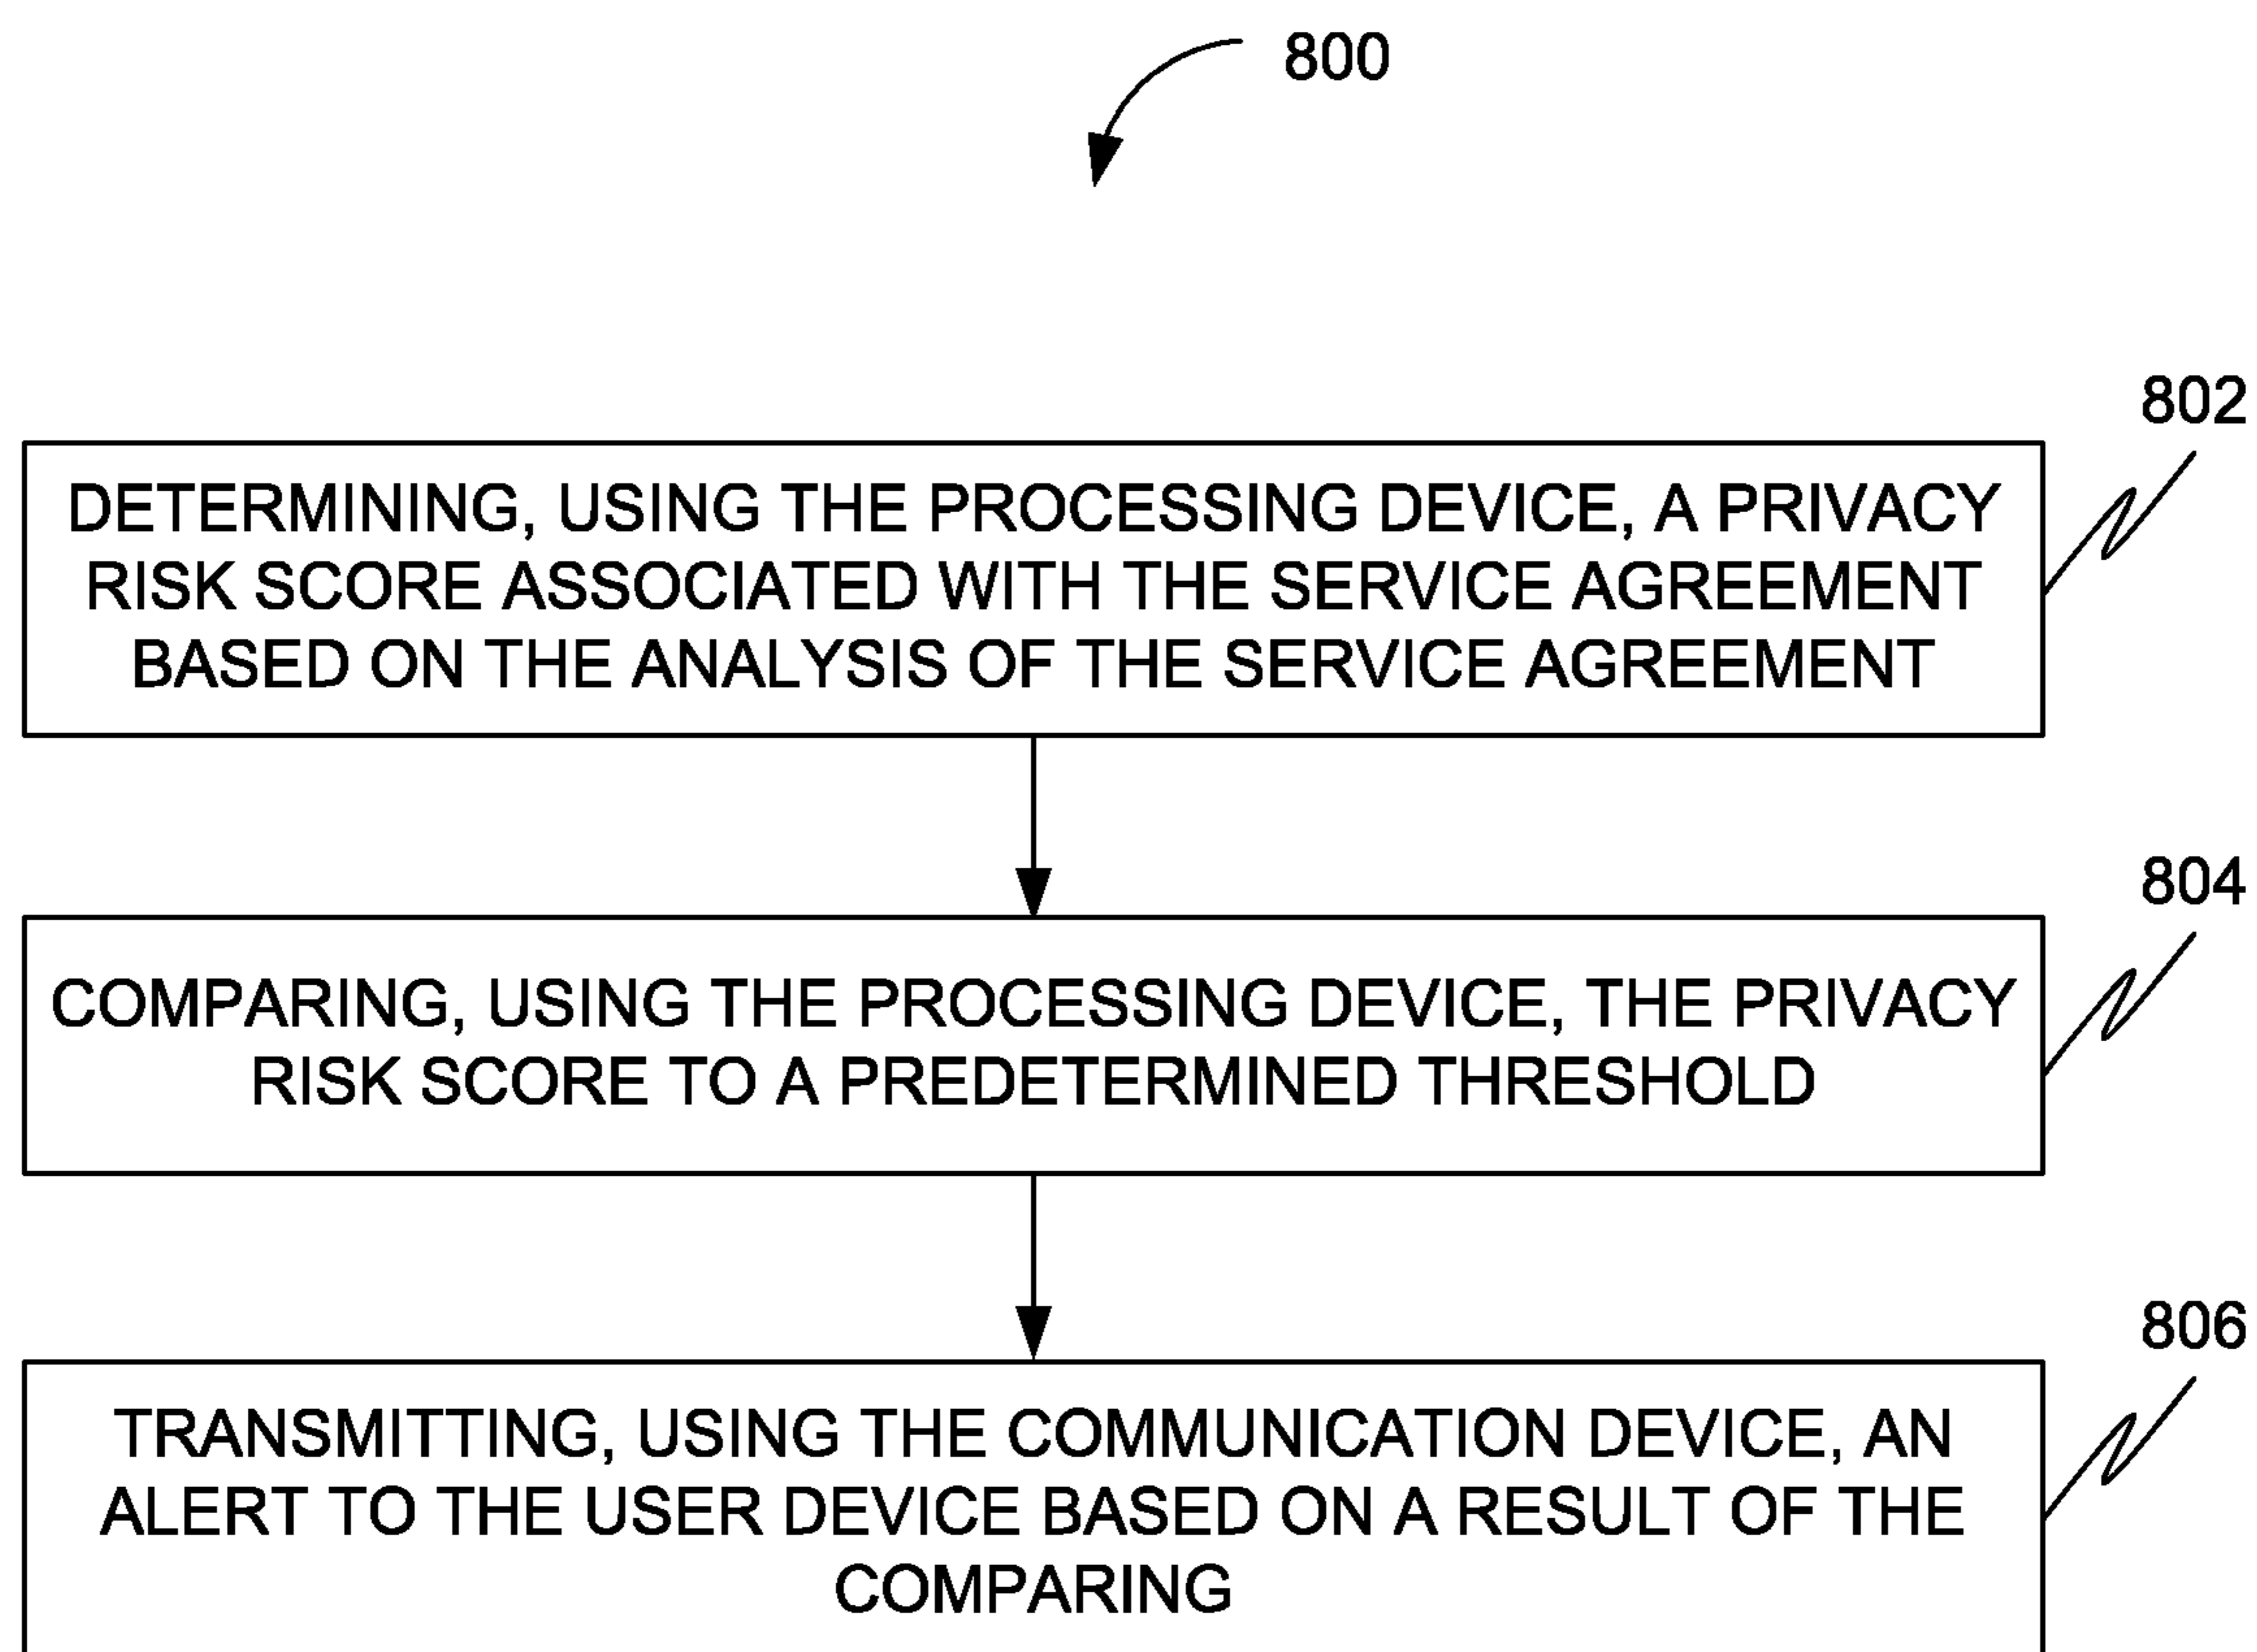 800
802
DETERMINING, USING THE PROCESSING DEVICE, A PRIVACY
RISK SCORE ASSOCIATED WITH THE SERVICE AGREEMENT
BASED ON THE ANALYSIS OF THE SERVICE AGREEMENT
804
COMPARING, USING THE PROCESSING DEVICE, THE PRIVACY
RISK SCORE TO A PREDETERMINED THRESHOLD
806
TRANSMITTING, USING THE COMMUNICATION DEVICE, AN
ALERT TO THE USER DEVICE BASED ON A RESULT OF THE
COMPARING